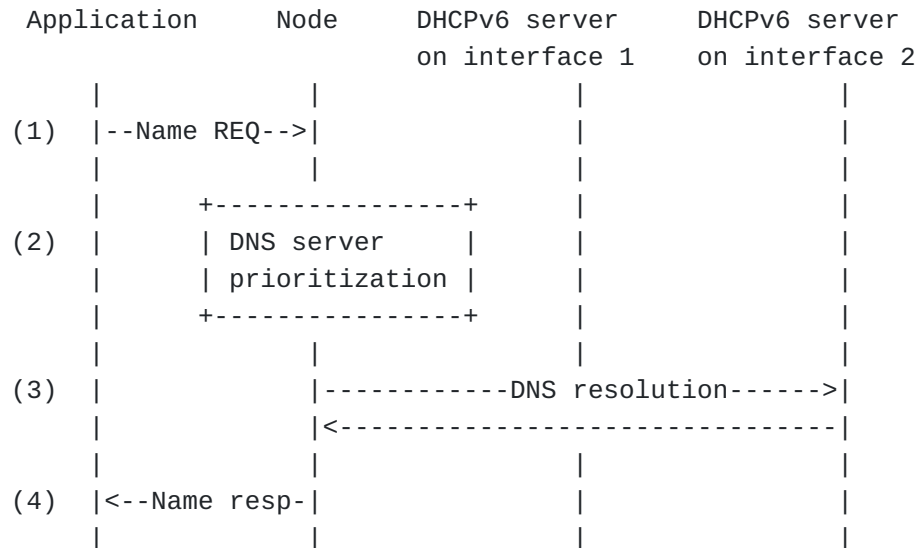 Application     Node     DHCPv6 server    DHCPv6 server
on interface 1    on interface 2
(1)  |--Name REQ-->|
+----------------+
(2)  | DNS server     |
| prioritization |
+----------------+
(3)  |------------DNS resolution------>|
|<--------------------------------|
(4)  |<--Name resp-|